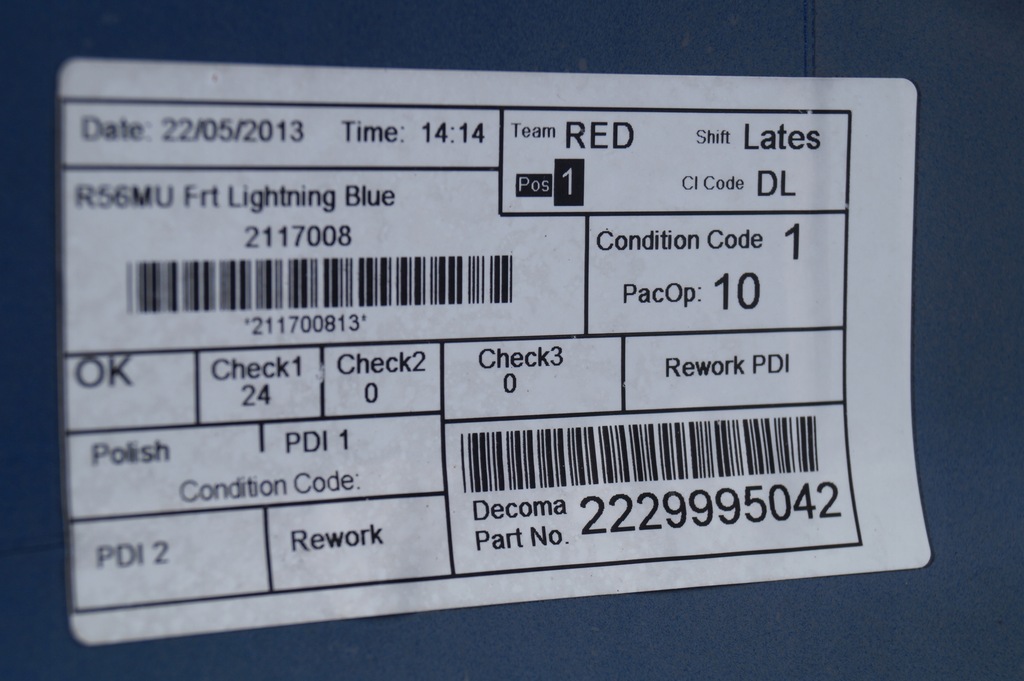 Date: 22/05/2013 Time: 14:14
Team RED Shift Lates
Pos 1 CI Code DL
R56MU Frt Lightning Blue
2117008
*211700813*
Condition Code 1
PacOp: 10
OK
Check1
24
Check2
0
Check3
0
Rework PDI
Polish
PDI 1
Condition Code:
PDI 2
Rework
Decoma
Part No. 2229995042